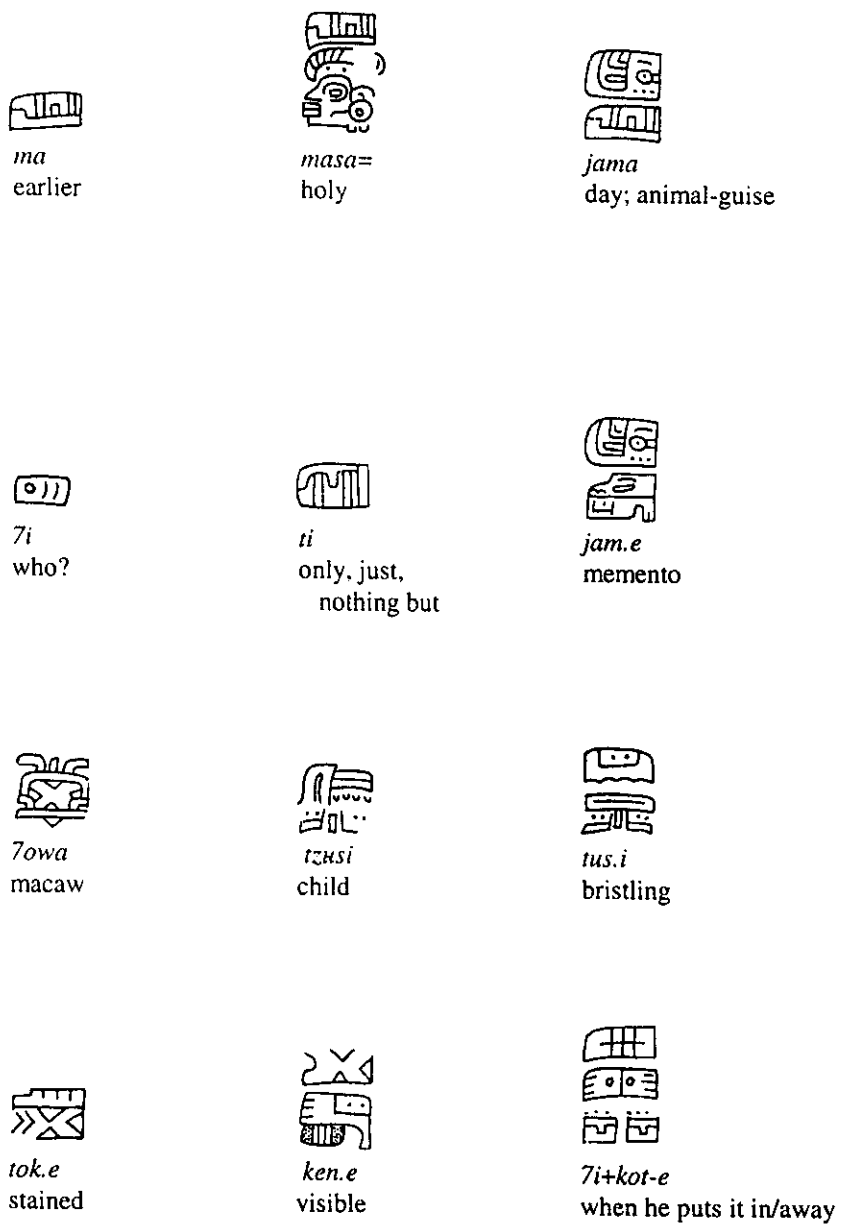 ma
earlier
masa=
holy
jama
day; animal-guise
7i
who?
ti
only, just,
nothing but
jam.e
memento
7owa
macaw
tzʉsi
child
tus.i
bristling
tok.e
stained
ken.e
visible
7i+kot-e
when he puts it in/away